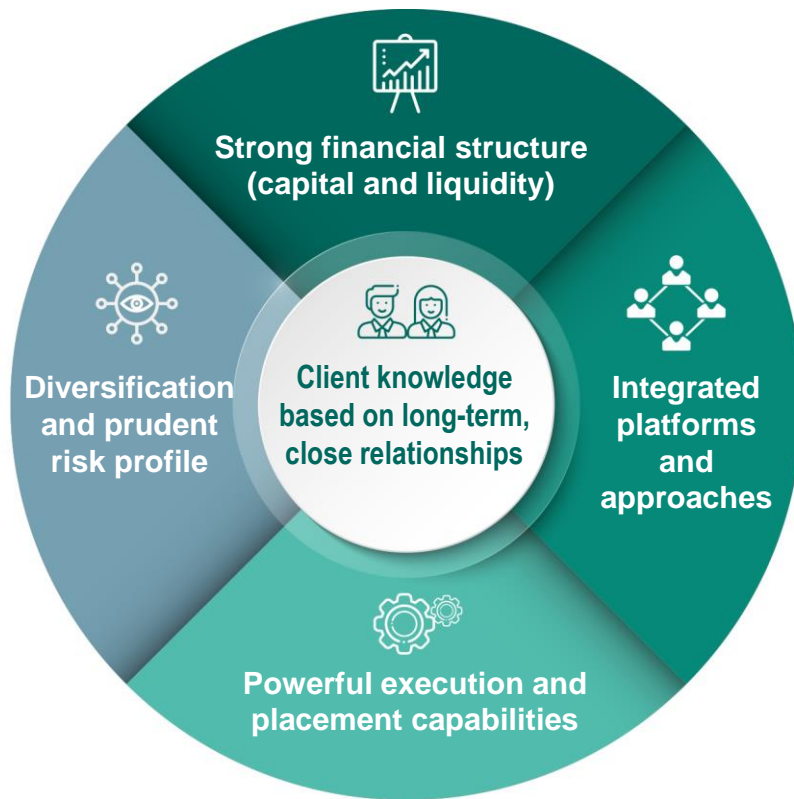 Strong financial structure
(capital and liquidity)
Diversification
and prudent
risk profile
Client knowledge
based on long-term,
close relationships
Integrated
platforms
and
approaches
Powerful execution and
placement capabilities